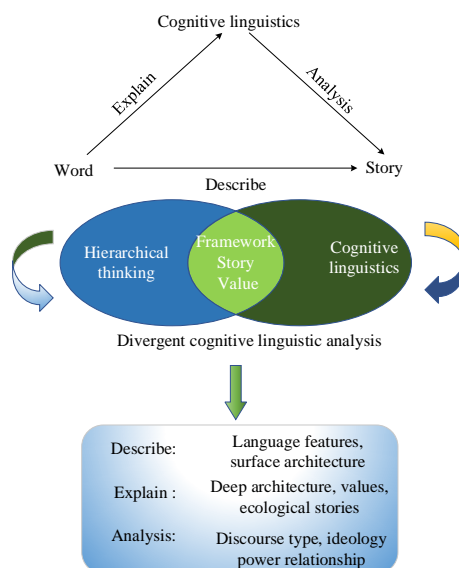 Cognitive linguistics
Explain
Analysis
Word
Story
Describe
Hierarchical
thinking
Framework
Story
Value
Cognitive
linguistics
Divergent cognitive linguistic analysis
Describe: Language features,
surface architecture
Explain : Deep architecture, values,
ecological stories
Analysis: Discourse type, ideology
power relationship